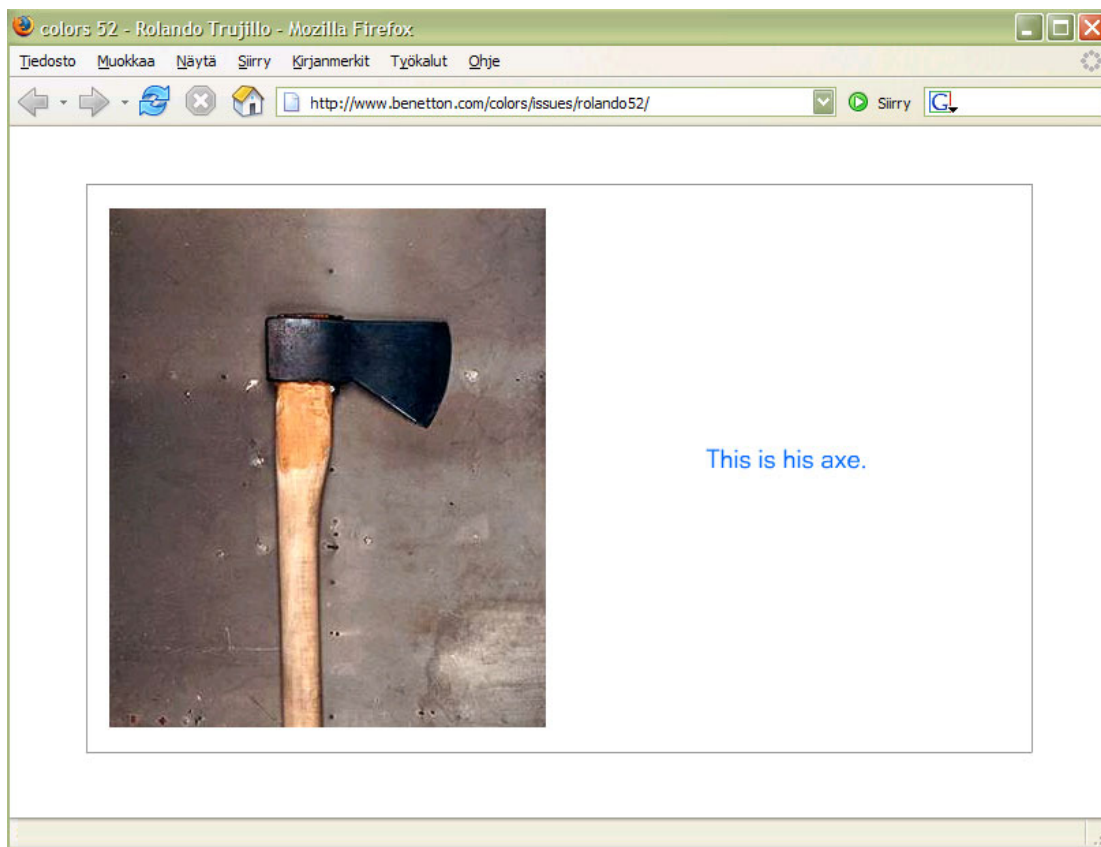 colors 52 - Rolando Trujillo - Mozilla Firefox
Tiedosto Muokkaa Näytä Siirry Kirjanmerkit Työkalut Ohje
http://www.benetton.com/colors/issues/rolando52/ Siirry G
This is his axe.